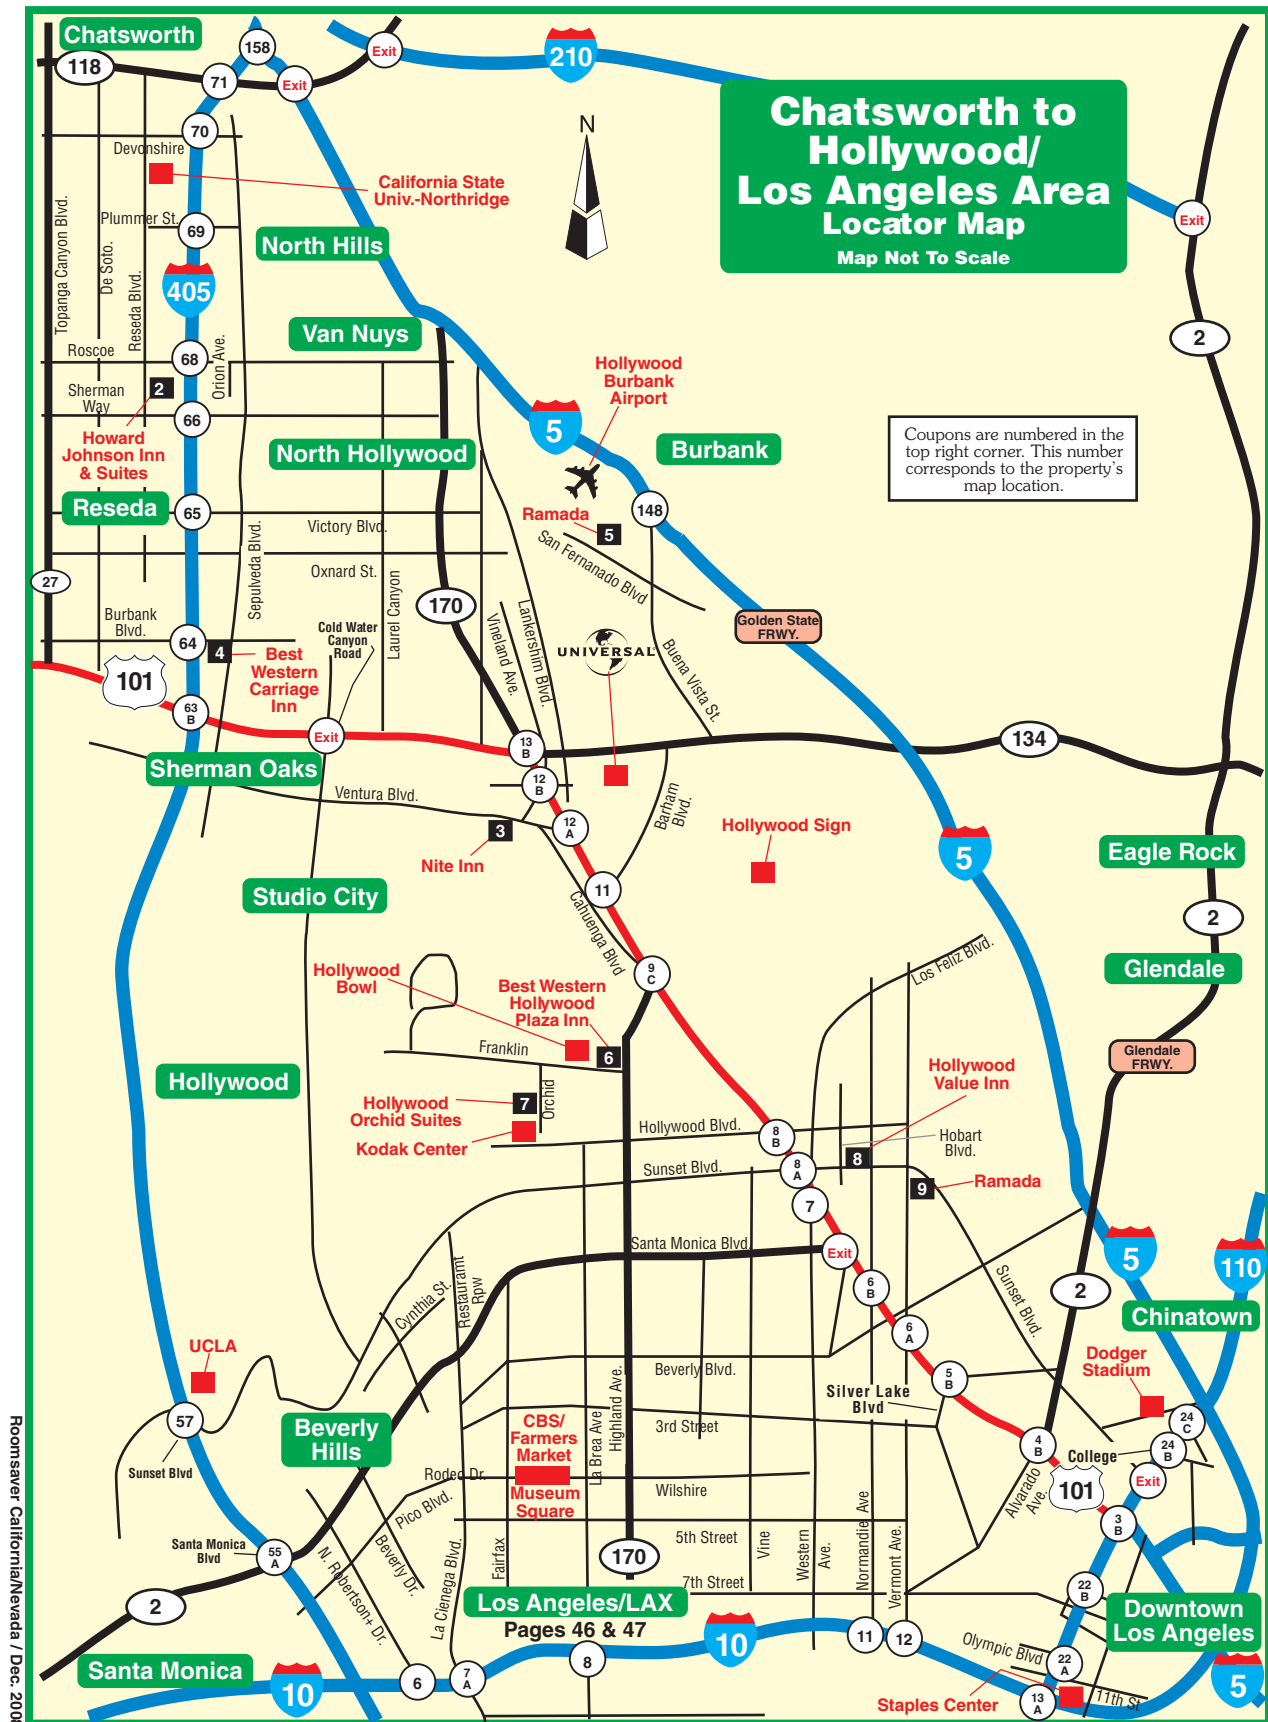 Chatsworth
118
158
Exit
Exit
210
71
70
Chatsworth to
Hollywood/
Los Angeles Area
Locator Map
Map Not To Scale
N
Devonshire
California State
Univ.-Northridge
Exit
Plummer St.
69
Topanga Canyon Blvd.
De Soto.
Reseda Blvd.
North Hills
405
2
Van Nuys
Roscoe
68
Orion Ave.
Sherman
Way
2
66
Howard
Johnson Inn
& Suites
Hollywood
Burbank
Airport
5
Burbank
Coupons are numbered in the
top right corner. This number
corresponds to the property's
map location.
North Hollywood
Reseda
65
Victory Blvd.
Ramada
5
148
San Fernanado Blvd
Sepulveda Blvd.
Oxnard St.
27
Laurel Canyon
170
Burbank
Blvd.
64
4
Best
Western
Carriage
Inn
Cold Water
Canyon
Road
Vineland Ave.
Lankershim Blvd.
UNIVERSAL
Buena Vista St.
Golden State
FRWY.
101
63
B
Exit
13
B
134
Sherman Oaks
12
B
Ventura Blvd.
12
A
3
Nite Inn
Barham
Blvd.
Hollywood Sign
5
Eagle Rock
Studio City
11
Cahuenga Blvd
2
Hollywood
Bowl
9
C
Los Feliz Blvd.
Glendale
Best Western
Hollywood
Plaza Inn
Franklin
6
Glendale
FRWY.
Hollywood
Hollywood
Value Inn
Hollywood
Orchid Suites
7
Orchid
Kodak Center
Hollywood Blvd.
8
B
Hobart
Blvd.
8
Sunset Blvd.
8
A
9
Ramada
7
Santa Monica Blvd.
Exit
5
110
Sunset Blvd.
Cynthia St.
Restauramt
Rpw
6
B
2
Chinatown
6
A
UCLA
Beverly Blvd.
5
B
Dodger
Stadium
Silver Lake
Blvd
57
Beverly
Hills
CBS/
Farmers
Market
La Brea Ave
Highland Ave.
3rd Street
24
C
4
B
College
24
B
Sunset Blvd
Rodeo Dr.
Museum
Square
Wilshire
101
Exit
Alvarado
Ave.
Pico Blvd.
3
B
Santa Monica
Blvd
55
A
N. Robertson+ Dr.
Beverly Dr.
La Cienega Blvd.
Fairfax
170
5th Street
Vine
Western
Ave.
Normandie Ave
Vermont Ave.
7th Street
22
B
2
Los Angeles/LAX
Pages 46 & 47
Downtown
Los Angeles
10
11
12
Olympic Blvd
22
A
Santa Monica
10
6
7
A
8
Staples Center
13
A
11th St
5
Roomsaver California/Nevada / Dec. 2008